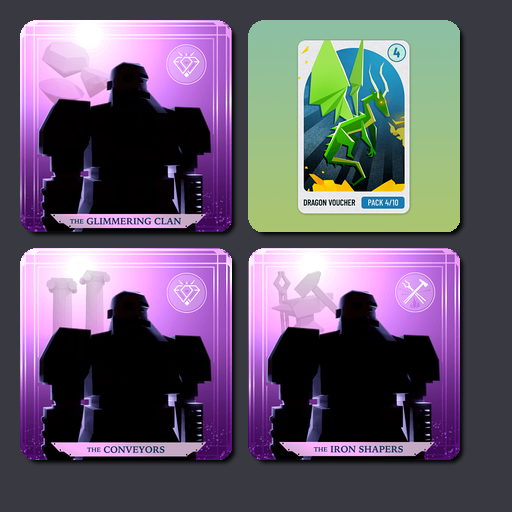 THE GLIMMERING CLAN
4
DRAGON VOUCHER PACK 4/10
THE CONVEYORS
THE IRON SHAPERS